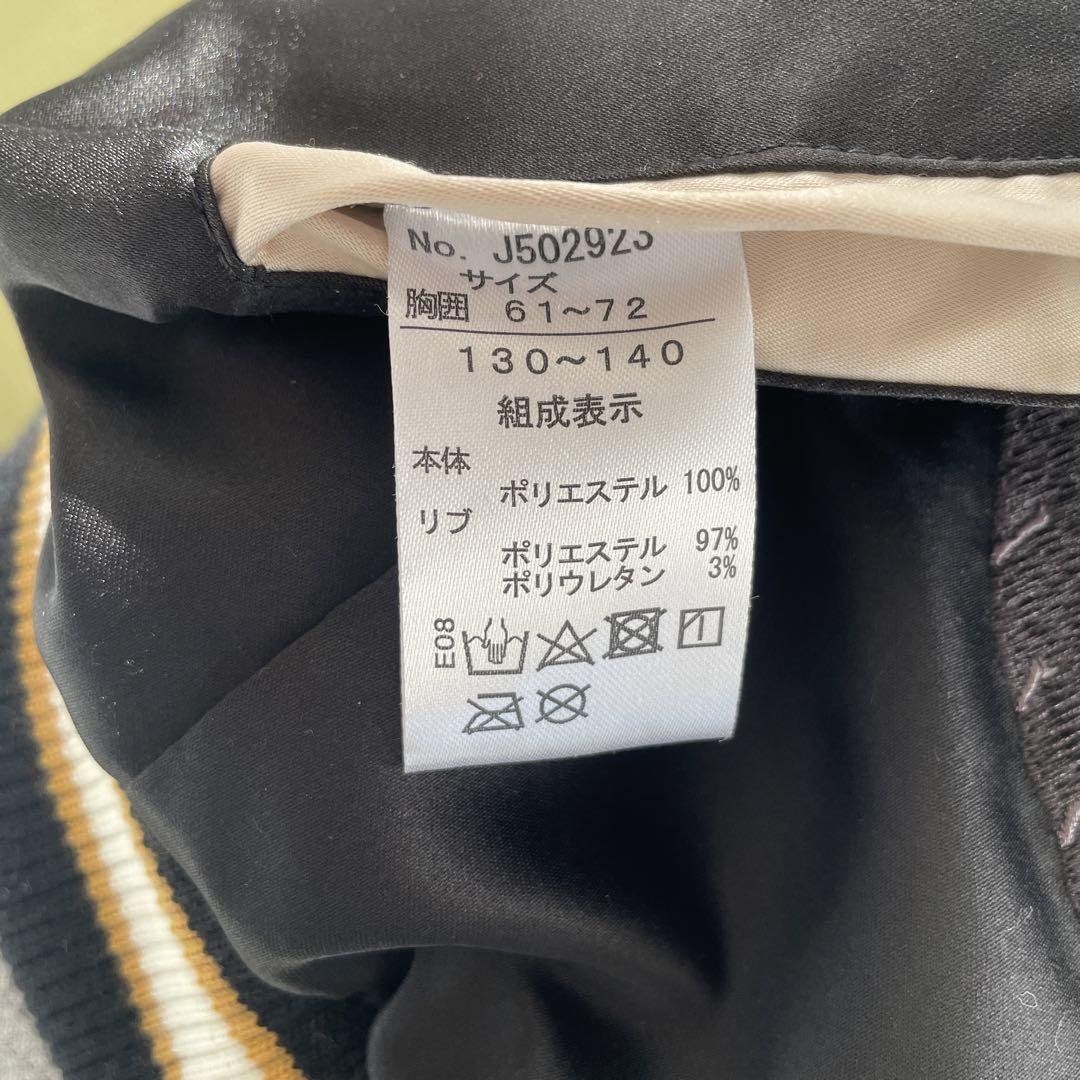 No. J502923
サイズ
胸囲 61～72
130～140
組成表示
本体
ポリエステル 100%
リブ
ポリエステル 97%
ポリウレタン 3%
E08